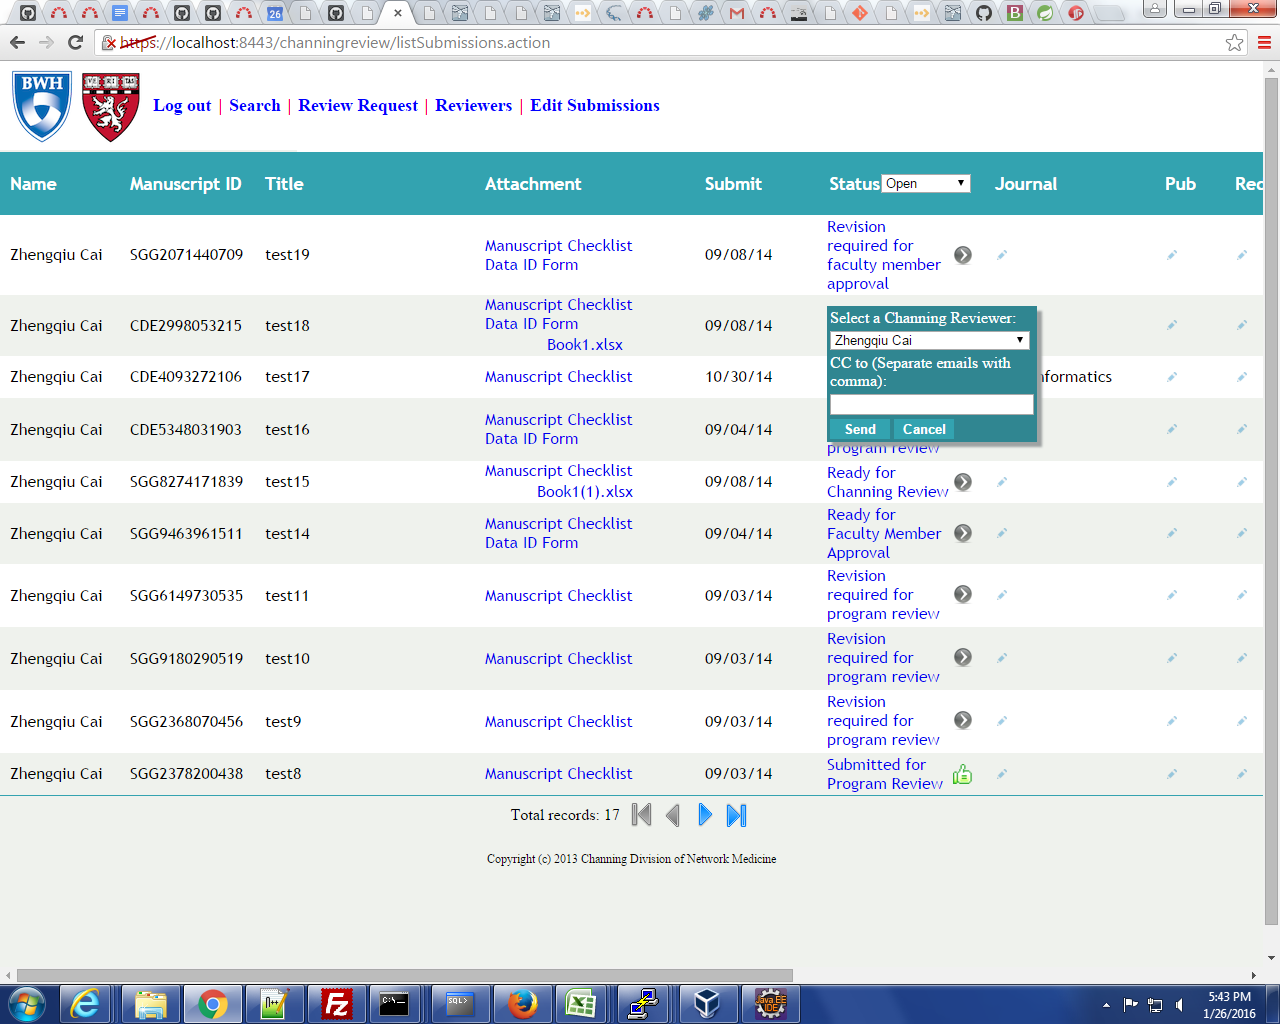 26
https://localhost:8443/channingreview/listSubmissions.action
BWH
Log out | Search | Review Request | Reviewers | Edit Submissions
Name Manuscript ID Title Attachment Submit Status Open Journal Pub Rec
Zhengqiu Cai SGG2071440709 test19 Manuscript Checklist 09/08/14 Revision
Data ID Form required for
faculty member
approval
Zhengqiu Cai CDE2998053215 test18 Manuscript Checklist 09/08/14
Data ID Form
Book1.xlsx
Select a Channing Reviewer:
Zhengqiu Cai
CC to (Separate emails with
comma):
Send Cancel
Zhengqiu Cai CDE4093272106 test17 Manuscript Checklist 10/30/14 nformatics
Zhengqiu Cai CDE5348031903 test16 Manuscript Checklist 09/04/14
Data ID Form
program review
Zhengqiu Cai SGG8274171839 test15 Manuscript Checklist 09/08/14 Ready for
Book1(1).xlsx Channing Review
Zhengqiu Cai SGG9463961511 test14 Manuscript Checklist 09/04/14 Ready for
Data ID Form Faculty Member
Approval
Zhengqiu Cai SGG6149730535 test11 Manuscript Checklist 09/03/14 Revision
required for
program review
Zhengqiu Cai SGG9180290519 test10 Manuscript Checklist 09/03/14 Revision
required for
program review
Zhengqiu Cai SGG2368070456 test9 Manuscript Checklist 09/03/14 Revision
required for
program review
Zhengqiu Cai SGG2378200438 test8 Manuscript Checklist 09/03/14 Submitted for
Program Review
Total records: 17
Copyright (c) 2013 Channing Division of Network Medicine
5:43 PM
1/26/2016